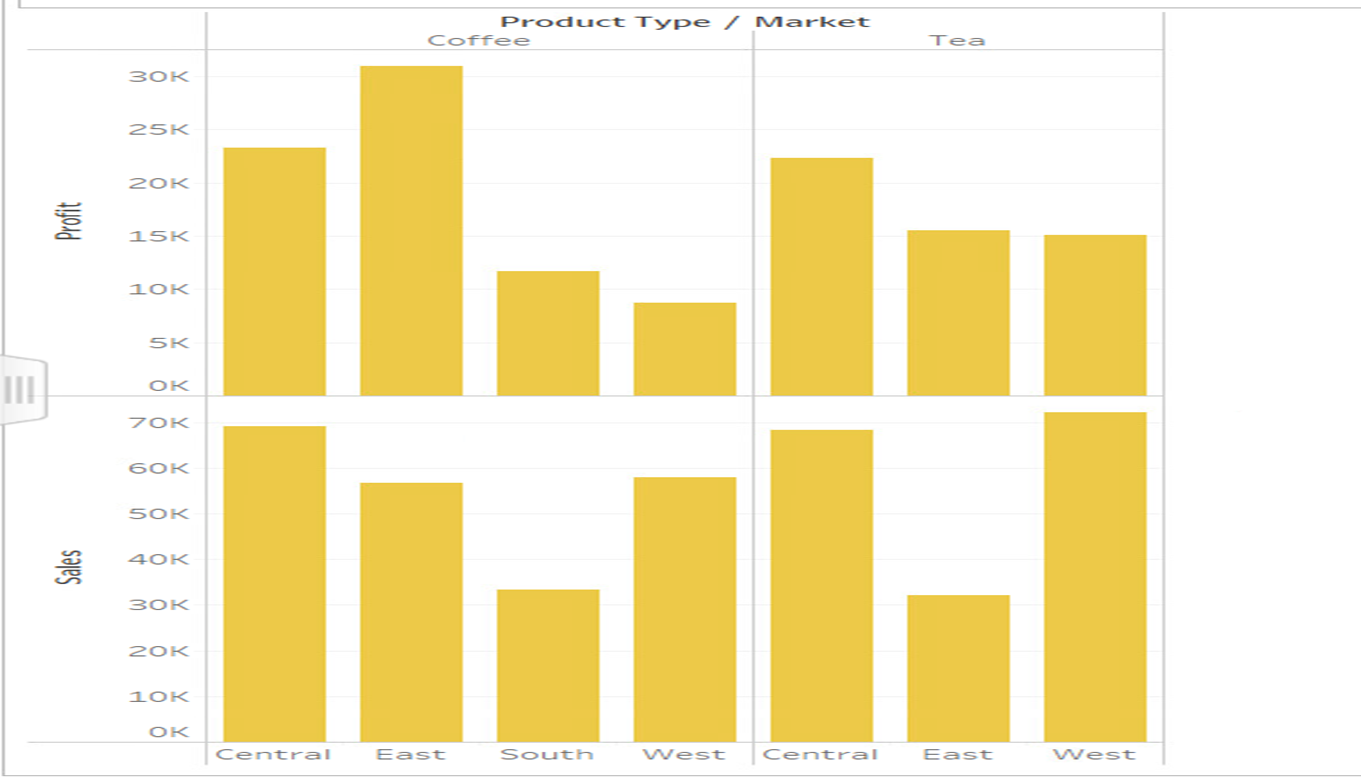 Product Type / Market
Coffee Tea
30K
25K
20K
15K
10K
5K
0K
Profit
70K
60K
50K
40K
30K
20K
10K
0K
Sales
Central East South West Central East West